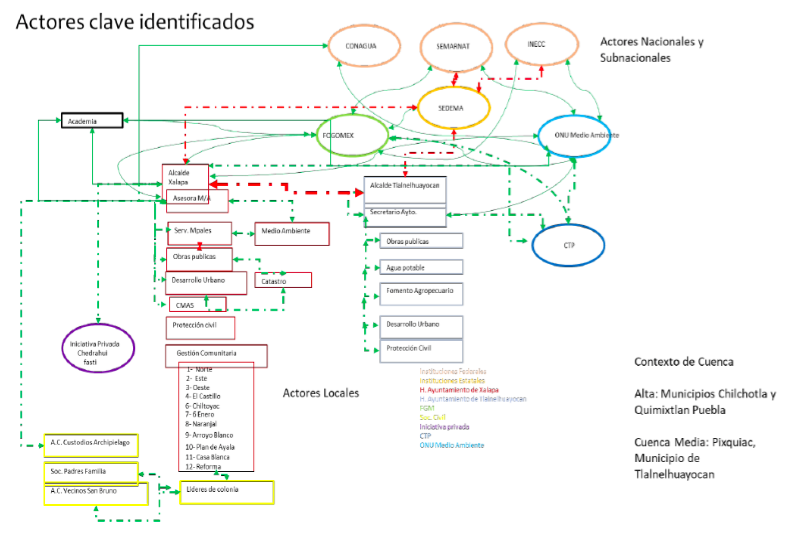 Actores clave identificados
CONAGUA
SEMARNAT
INECC
Actores Nacionales y
Subnacionales
SEDEMA
Academia
FOGOMEX
ONU Medio Ambiente
Alcalde
Xalapa
Asesora M/A
Alcalde Tlalnelhuayocan
Secretario Ayto.
Serv. Mpales
Medio Ambiente
Obras publicas
Desarrollo Urbano
Catastro
CMAS
Protección civil
Obras publicas
Agua potable
Fomento Agropecuario
Desarrollo Urbano
Protección Civil
CTP
Iniciativa Privada
Chedrahui
fasti
Gestión Comunitaria
1- Norte
2- Este
3- Oeste
4- El Castillo
6- Chiltoyac
7- 6 Enero
8- Naranjal
9- Arroyo Blanco
10- Plan de Ayala
11- Casa Blanca
12- Reforma
Actores Locales
Instituciones Federales
Instituciones Estatales
H. Ayuntamiento de Xalapa
H. Ayuntamiento de Tlalnelhuayocan
FGM
Soc. Civil
Iniciativa privada
CTP
ONU Medio Ambiente
Contexto de Cuenca
Alta: Municipios Chilchotla y
Quimixtlan Puebla
Cuenca Media: Pixquiac,
Municipio de
Tlalnelhuayocan
A.C. Custodios Archipielago
Soc. Padres Familia
A.C. Vecinos San Bruno
Lideres de colonia